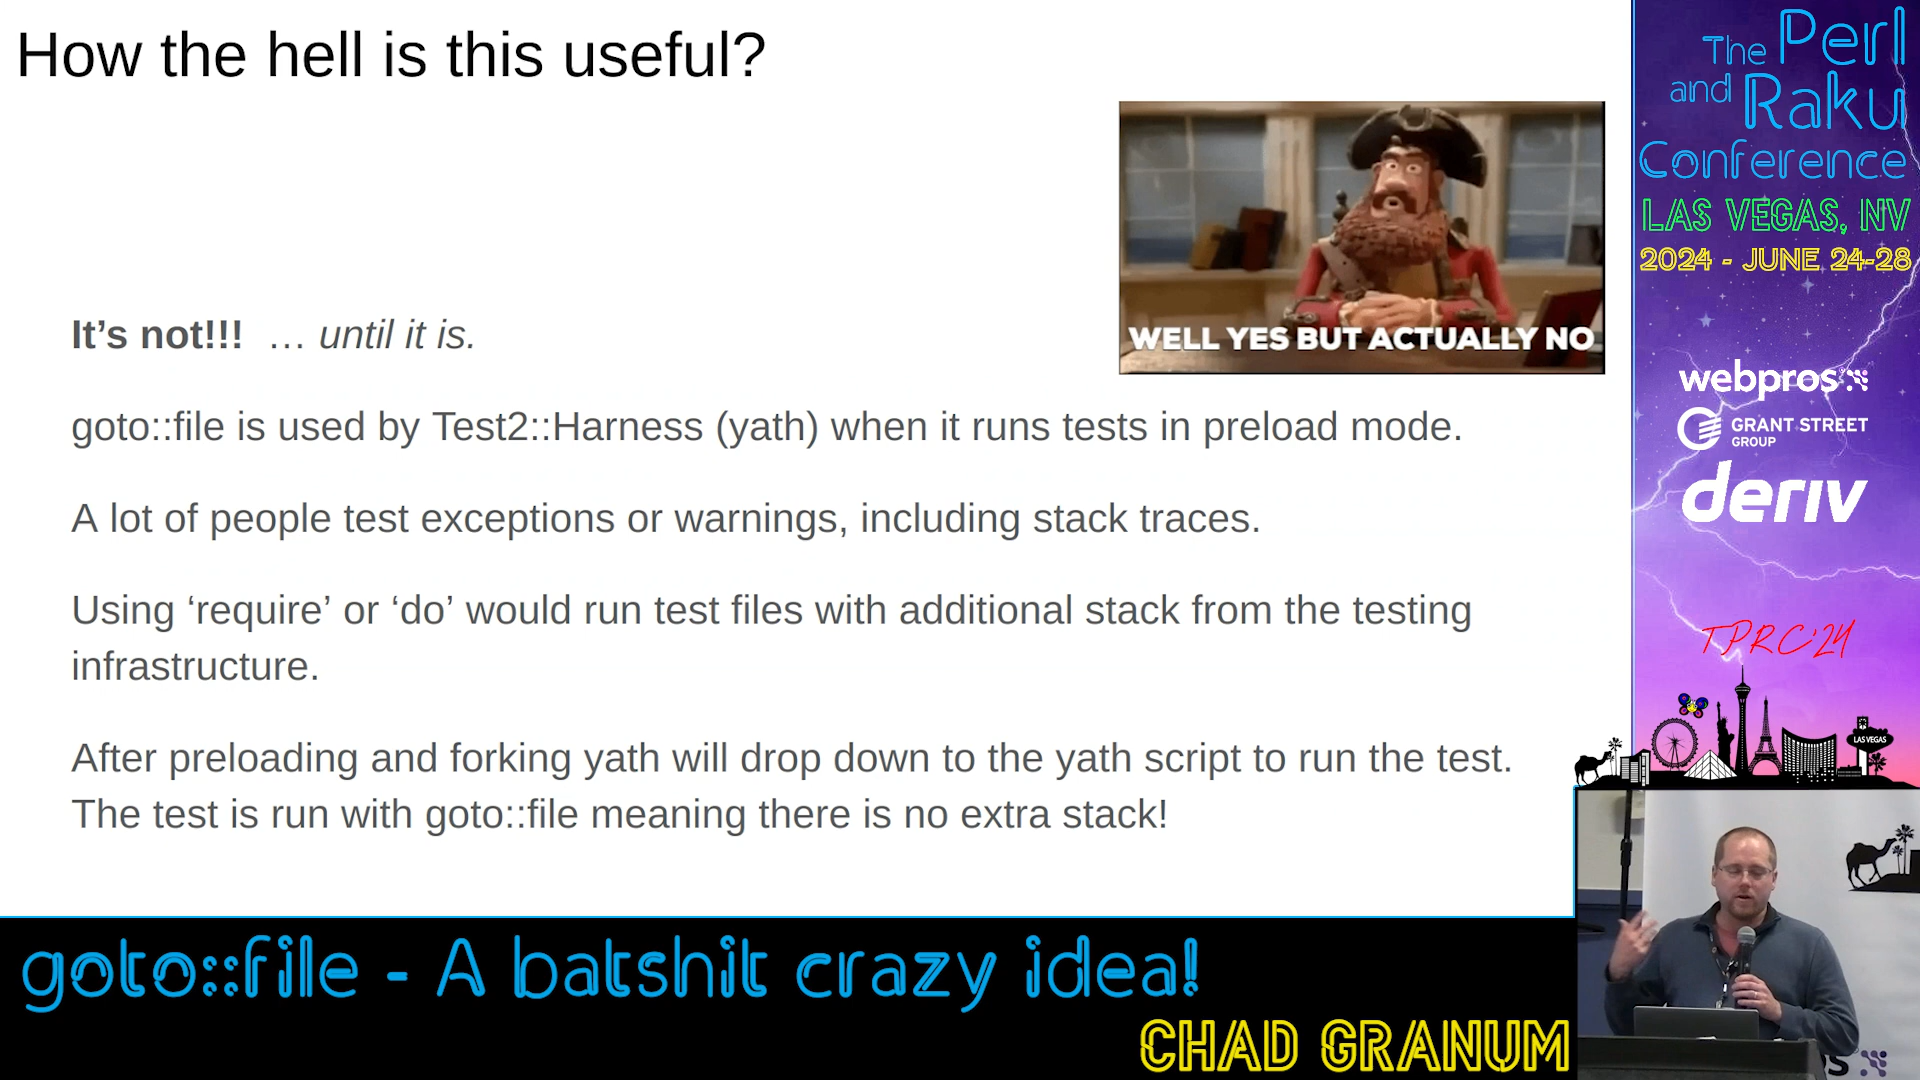 How the hell is this useful?
WELL YES BUT ACTUALLY NO
It's not!!! … until it is.
goto::file is used by Test2::Harness (yath) when it runs tests in preload mode.
A lot of people test exceptions or warnings, including stack traces.
Using ‘require’ or ‘do’ would run test files with additional stack from the testing
infrastructure.
After preloading and forking yath will drop down to the yath script to run the test.
The test is run with goto::file meaning there is no extra stack!
The Perl
and Raku
Conference
LAS VEGAS, NV
2024 - JUNE 24-28
webpros
GRANT STREET
GROUP
deriv
TPRC'24
LAS VEGAS
goto::file - A batshit crazy idea!
CHAD GRANUM